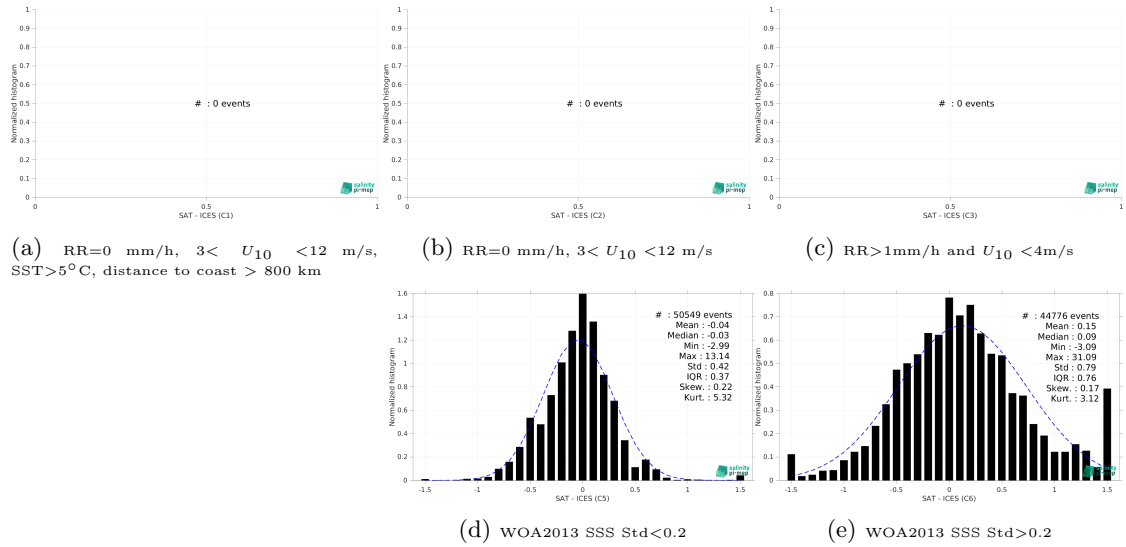 1
0.9
0.8
0.7
0.6
0.5
0.4
0.3
0.2
0.1
0
Normalized histogram
# : 0 events
salinity
pi-mep
0 0.5 1
SAT - ICES (C1)
(a) RR=0 mm/h, 3< U10 <12 m/s,
SST>5°C, distance to coast > 800 km
1
0.9
0.8
0.7
0.6
0.5
0.4
0.3
0.2
0.1
0
Normalized histogram
# : 0 events
salinity
pi-mep
0 0.5 1
SAT - ICES (C2)
(b) RR=0 mm/h, 3< U10 <12 m/s
1
0.9
0.8
0.7
0.6
0.5
0.4
0.3
0.2
0.1
0
Normalized histogram
# : 0 events
salinity
pi-mep
0 0.5 1
SAT - ICES (C3)
(c) RR>1mm/h and U10 <4m/s
1.6
1.4
1.2
1
0.8
0.6
0.4
0.2
0
Normalized histogram
# : 50549 events
Mean : -0.04
Median : -0.03
Min : -2.99
Max : 13.14
Std : 0.42
IQR : 0.37
Skew. : 0.22
Kurt. : 5.32
salinity
pi-mep
-1.5 -1 -0.5 0 0.5 1 1.5
SAT - ICES (C5)
(d) WOA2013 SSS Std<0.2
0.8
0.7
0.6
0.5
0.4
0.3
0.2
0.1
0
Normalized histogram
# : 44776 events
Mean : 0.15
Median : 0.09
Min : -3.09
Max : 31.09
Std : 0.79
IQR : 0.76
Skew. : 0.17
Kurt. : 3.12
-1.5 -1 -0.5 0 0.5 1 1.5
SAT - ICES (C6)
(e) WOA2013 SSS Std>0.2